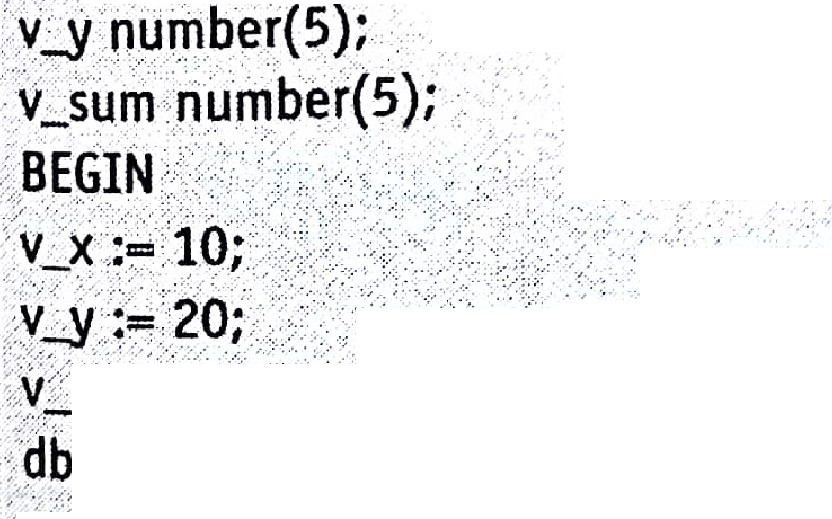 v_y number(5);
v_sum number(5);
BEGIN
v_x := 10;
v_y := 20;
v_
db